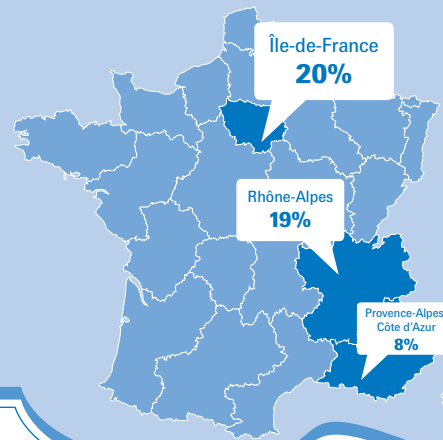 Île-de-France
20%
Rhône-Alpes
19%
Provence-Alpes
Côte d'Azur
8%